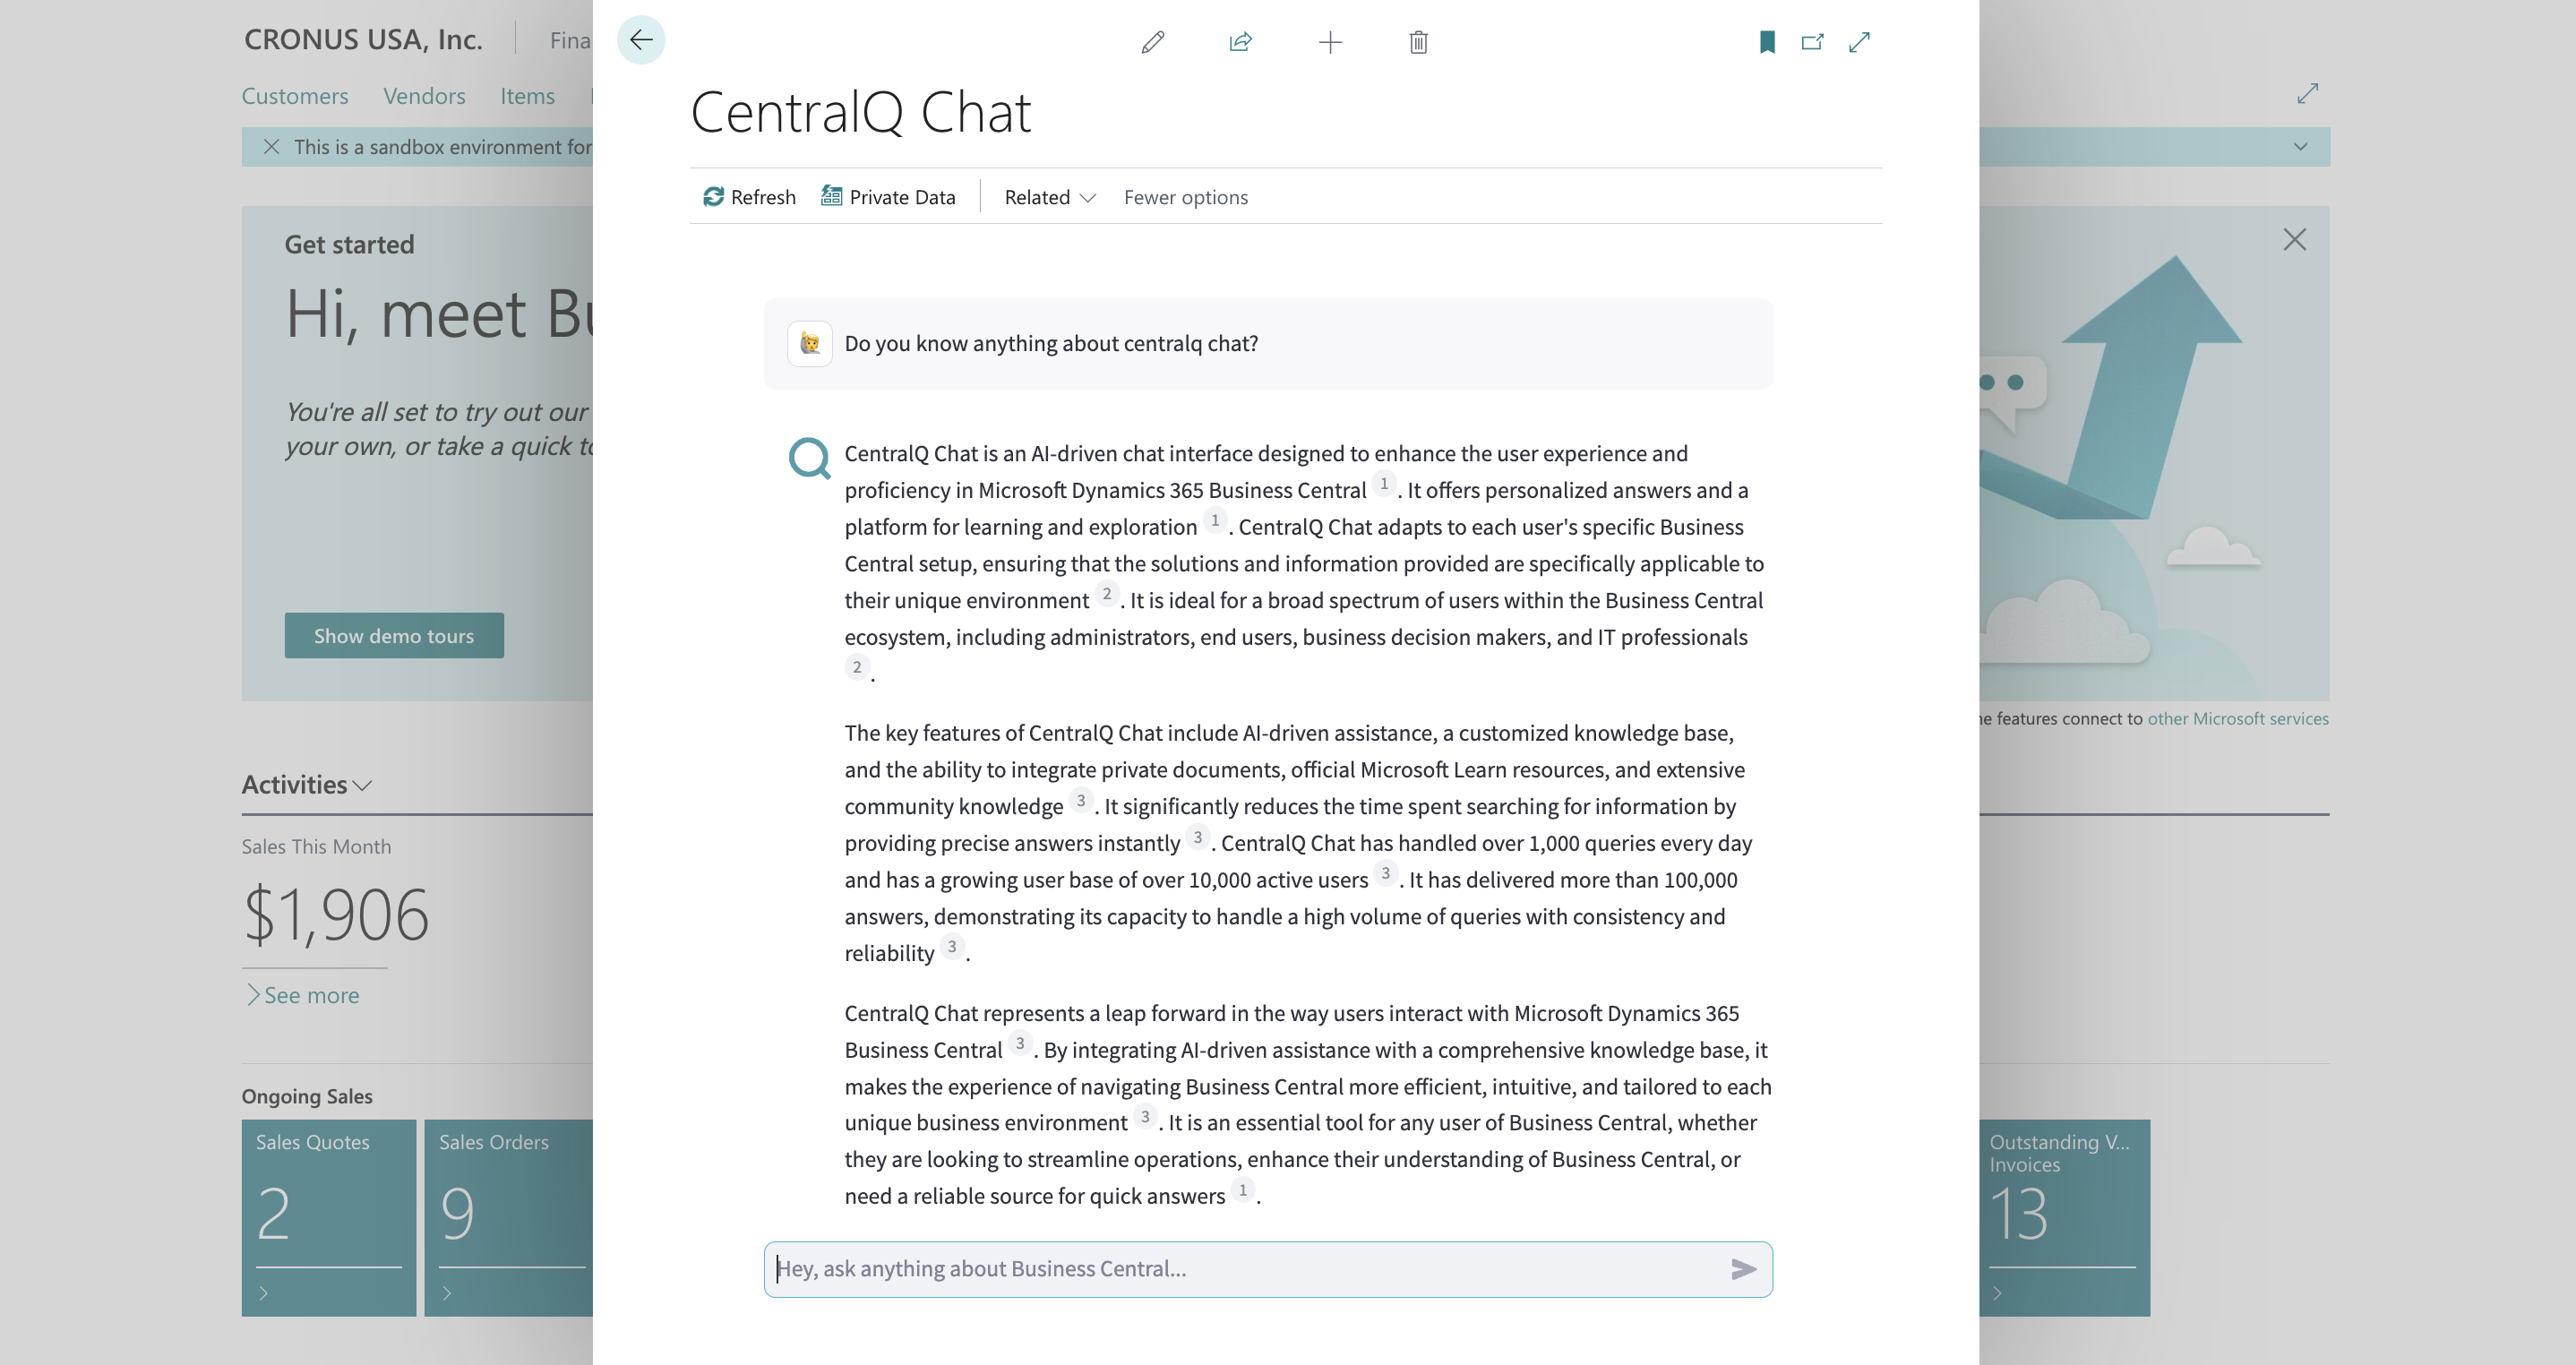 CRONUS USA, Inc.
Fina
Customers Vendors Items
This is a sandbox environment for
Get started
Hi, meet Bu
You're all set to try out our
your own, or take a quick to
Show demo tours
Activities
Sales This Month
$1,906
See more
Ongoing Sales
Sales Quotes
2
Sales Orders
9
CentralQ Chat
Refresh Private Data Related Fewer options
Do you know anything about centralq chat?
CentralQ Chat is an AI-driven chat interface designed to enhance the user experience and
proficiency in Microsoft Dynamics 365 Business Central 1 . It offers personalized answers and a
platform for learning and exploration 1 . CentralQ Chat adapts to each user's specific Business
Central setup, ensuring that the solutions and information provided are specifically applicable to
their unique environment 2 . It is ideal for a broad spectrum of users within the Business Central
ecosystem, including administrators, end users, business decision makers, and IT professionals
2 .
The key features of CentralQ Chat include AI-driven assistance, a customized knowledge base,
and the ability to integrate private documents, official Microsoft Learn resources, and extensive
community knowledge 3 . It significantly reduces the time spent searching for information by
providing precise answers instantly 3 . CentralQ Chat has handled over 1,000 queries every day
and has a growing user base of over 10,000 active users 3 . It has delivered more than 100,000
answers, demonstrating its capacity to handle a high volume of queries with consistency and
reliability 3 .
CentralQ Chat represents a leap forward in the way users interact with Microsoft Dynamics 365
Business Central 3 . By integrating AI-driven assistance with a comprehensive knowledge base, it
makes the experience of navigating Business Central more efficient, intuitive, and tailored to each
unique business environment 3 . It is an essential tool for any user of Business Central, whether
they are looking to streamline operations, enhance their understanding of Business Central, or
need a reliable source for quick answers 1 .
Hey, ask anything about Business Central...
ne features connect to other Microsoft services
Outstanding V...
Invoices
13